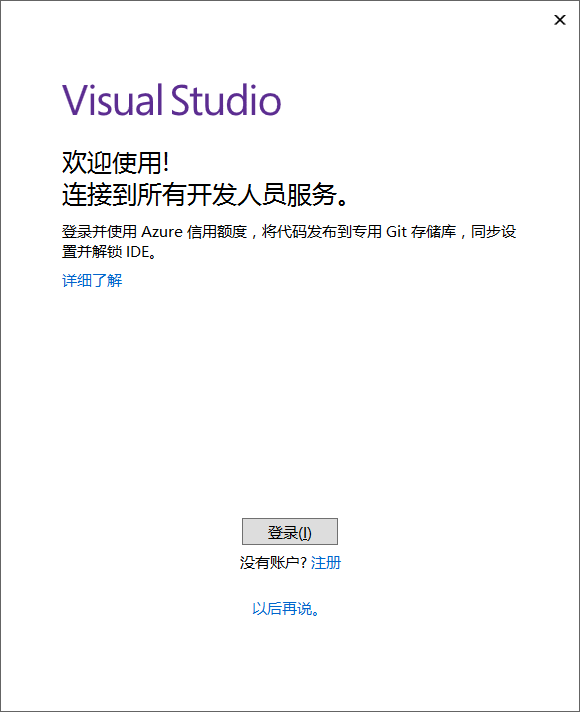 Visual Studio
欢迎使用!
连接到所有开发人员服务。
登录并使用 Azure 信用额度，将代码发布到专用 Git 存储库，同步设
置并解锁 IDE。
详细了解
登录(I)
没有账户? 注册
以后再说。